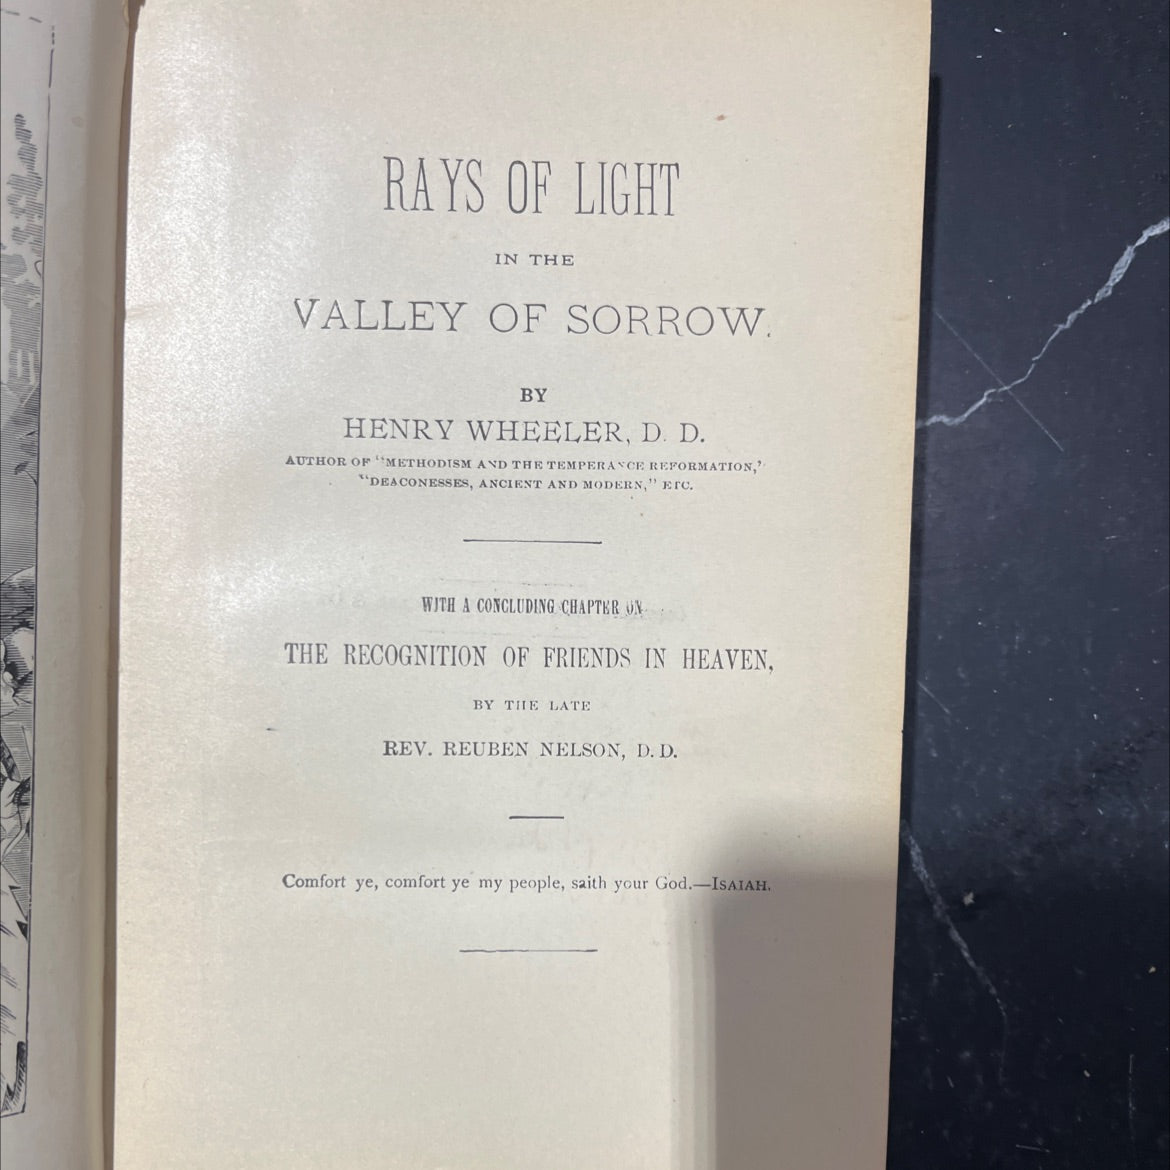 RAYS OF LIGHT
IN THE
VALLEY OF SORROW.
BY
HENRY WHEELER, D. D.
AUTHOR OF "METHODISM AND THE TEMPERANCE REFORMATION,"
"DEACONESSES, ANCIENT AND MODERN," ETC.
WITH A CONCLUDING CHAPTER ON
THE RECOGNITION OF FRIENDS IN HEAVEN,
BY THE LATE
REV. REUBEN NELSON, D. D.
Comfort ye, comfort ye my people, saith your God.—ISAIAH.